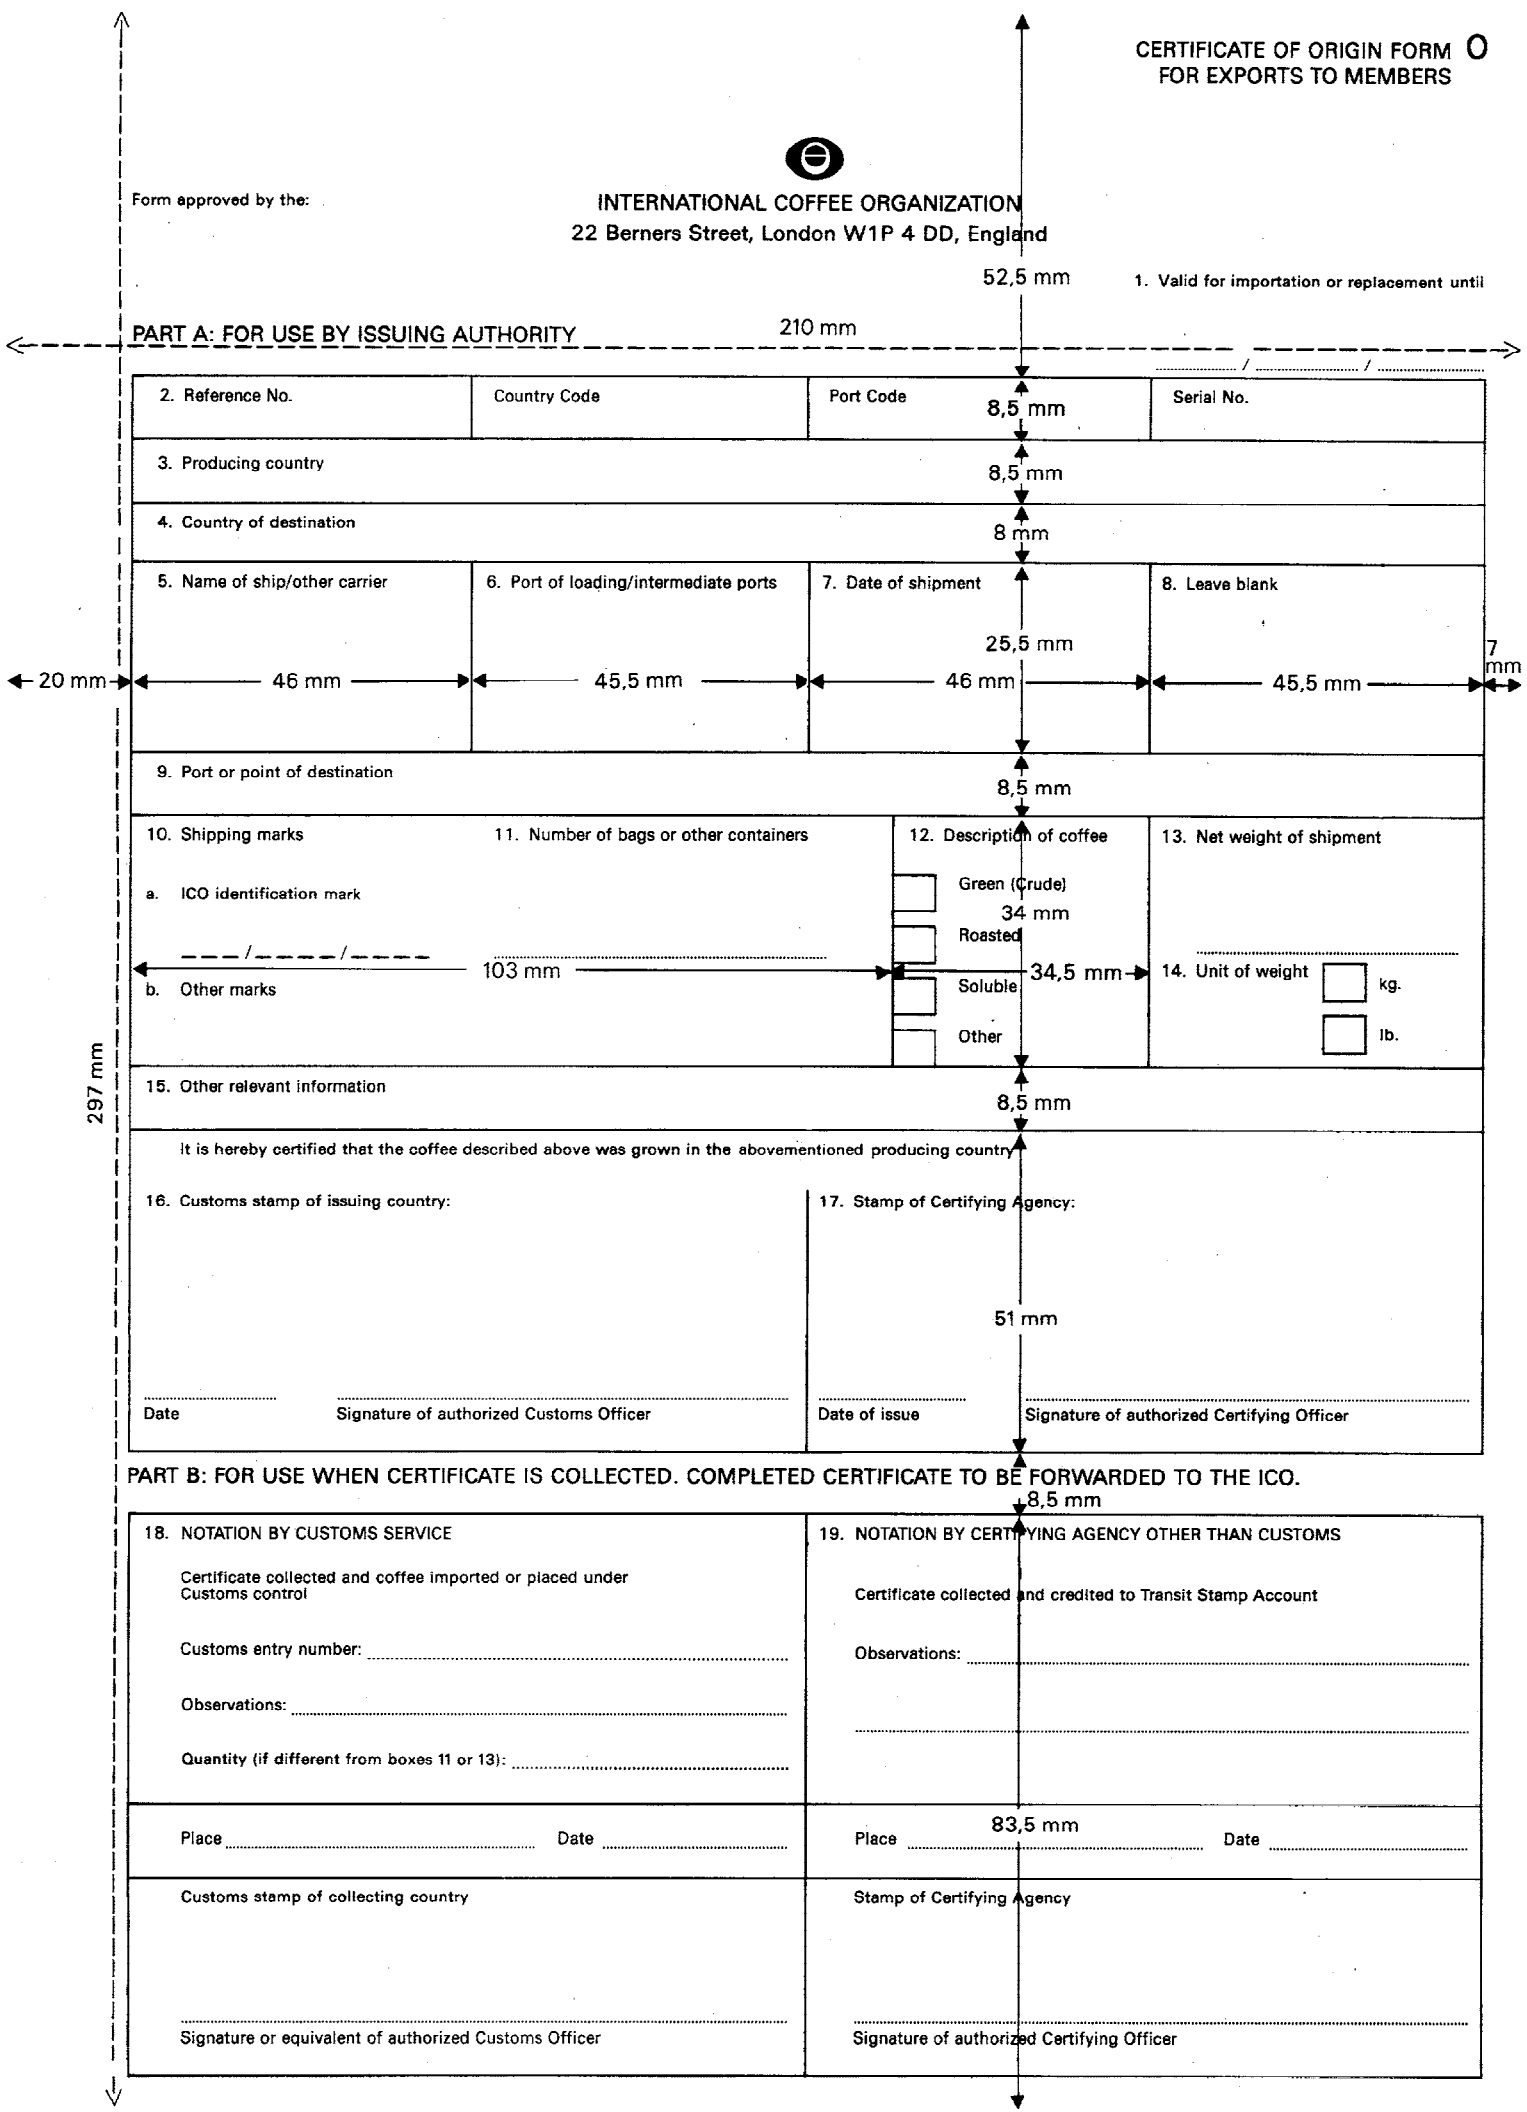 CERTIFICATE OF ORIGIN FORM O
FOR EXPORTS TO MEMBERS
Form approved by the:
INTERNATIONAL COFFEE ORGANIZATION
22 Berners Street, London W1P 4 DD, England
52,5 mm
1. Valid for importation or replacement until
PART A: FOR USE BY ISSUING AUTHORITY
210 mm
/ /
2. Reference No. Country Code Port Code 8,5 mm Serial No.
3. Producing country 8,5 mm
4. Country of destination 8 mm
5. Name of ship/other carrier 6. Port of loading/intermediate ports 7. Date of shipment 8. Leave blank
25,5 mm
7 mm
20 mm 46 mm 45,5 mm 46 mm 45,5 mm
9. Port or point of destination 8,5 mm
10. Shipping marks 11. Number of bags or other containers 12. Description of coffee 13. Net weight of shipment
a. ICO identification mark Green (Crude)
34 mm
Roasted
___/____/____
103 mm 34,5 mm 14. Unit of weight kg.
b. Other marks Soluble
Other lb.
297 mm
15. Other relevant information 8,5 mm
It is hereby certified that the coffee described above was grown in the abovementioned producing country
16. Customs stamp of issuing country: 17. Stamp of Certifying Agency:
51 mm
Date Signature of authorized Customs Officer Date of issue Signature of authorized Certifying Officer
PART B: FOR USE WHEN CERTIFICATE IS COLLECTED. COMPLETED CERTIFICATE TO BE FORWARDED TO THE ICO.
8,5 mm
18. NOTATION BY CUSTOMS SERVICE 19. NOTATION BY CERTIFYING AGENCY OTHER THAN CUSTOMS
Certificate collected and coffee imported or placed under
Customs control
Certificate collected and credited to Transit Stamp Account
Customs entry number: Observations:
Observations:
Quantity (if different from boxes 11 or 13):
83,5 mm
Place Date Place Date
Customs stamp of collecting country Stamp of Certifying Agency
Signature or equivalent of authorized Customs Officer Signature of authorized Certifying Officer